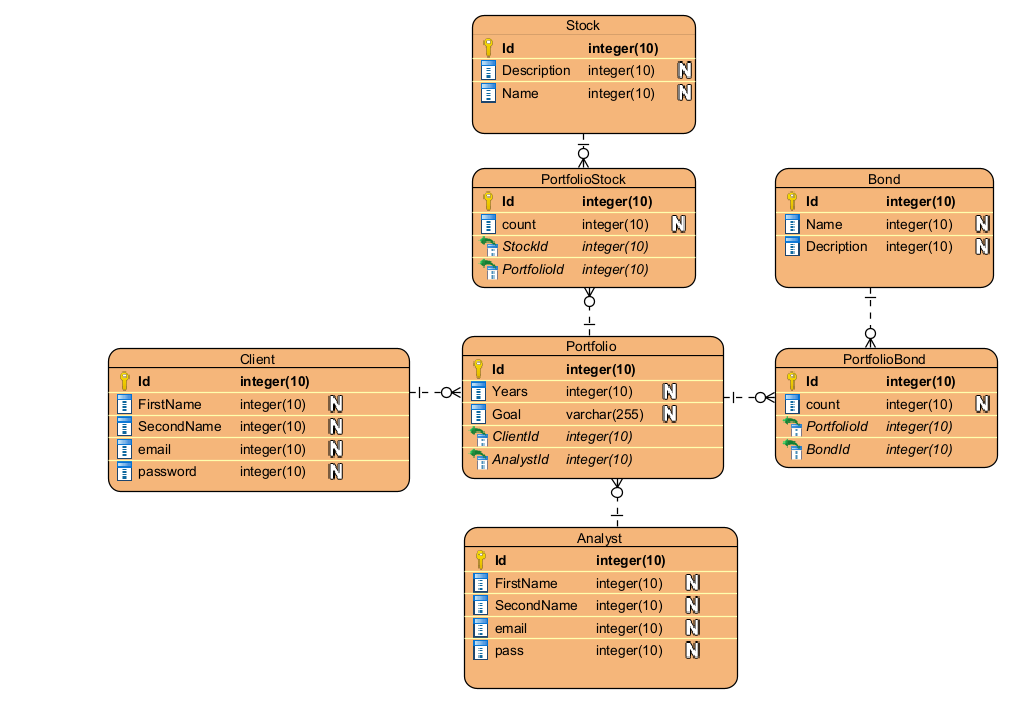 Stock
Id integer(10)
Description integer(10) N
Name integer(10) N
PortfolioStock
Id integer(10)
count integer(10) N
StockId integer(10)
PortfolioId integer(10)
Bond
Id integer(10)
Name integer(10) N
Decription integer(10) N
Client
Id integer(10)
FirstName integer(10) N
SecondName integer(10) N
email integer(10) N
password integer(10) N
Portfolio
Id integer(10)
Years integer(10) N
Goal varchar(255) N
ClientId integer(10)
AnalystId integer(10)
PortfolioBond
Id integer(10)
count integer(10) N
PortfolioId integer(10)
BondId integer(10)
Analyst
Id integer(10)
FirstName integer(10) N
SecondName integer(10) N
email integer(10) N
pass integer(10) N